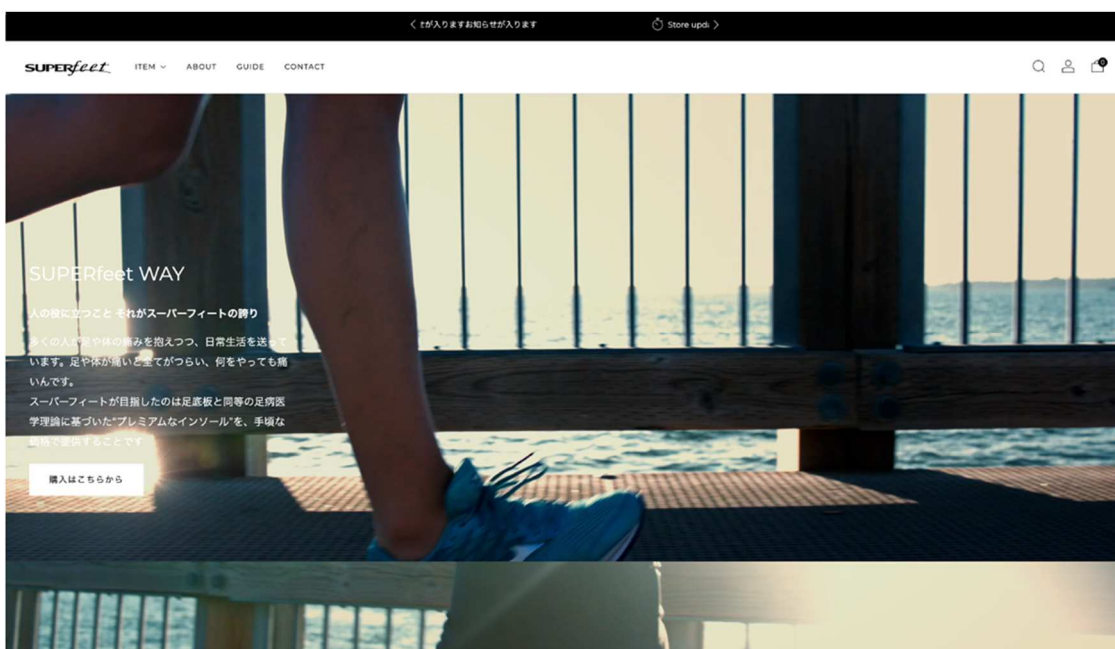 せが入りますお知らせが入ります
Store upd
SUPERfeet
ITEM
ABOUT
GUIDE
CONTACT
0
SUPERfeet WAY
人の役に立つこと それがスーパーフィートの誇り
多くの人が足や体の痛みを抱えつつ、日常生活を送って
います。足や体が痛いと全てがつらい、何をやっても痛
いんです。
スーパーフィートが目指したのは足底板と同等の足病医
学理論に基づいた"プレミアムなインソール"を、手頃な
価格で提供することです
購入はこちらから